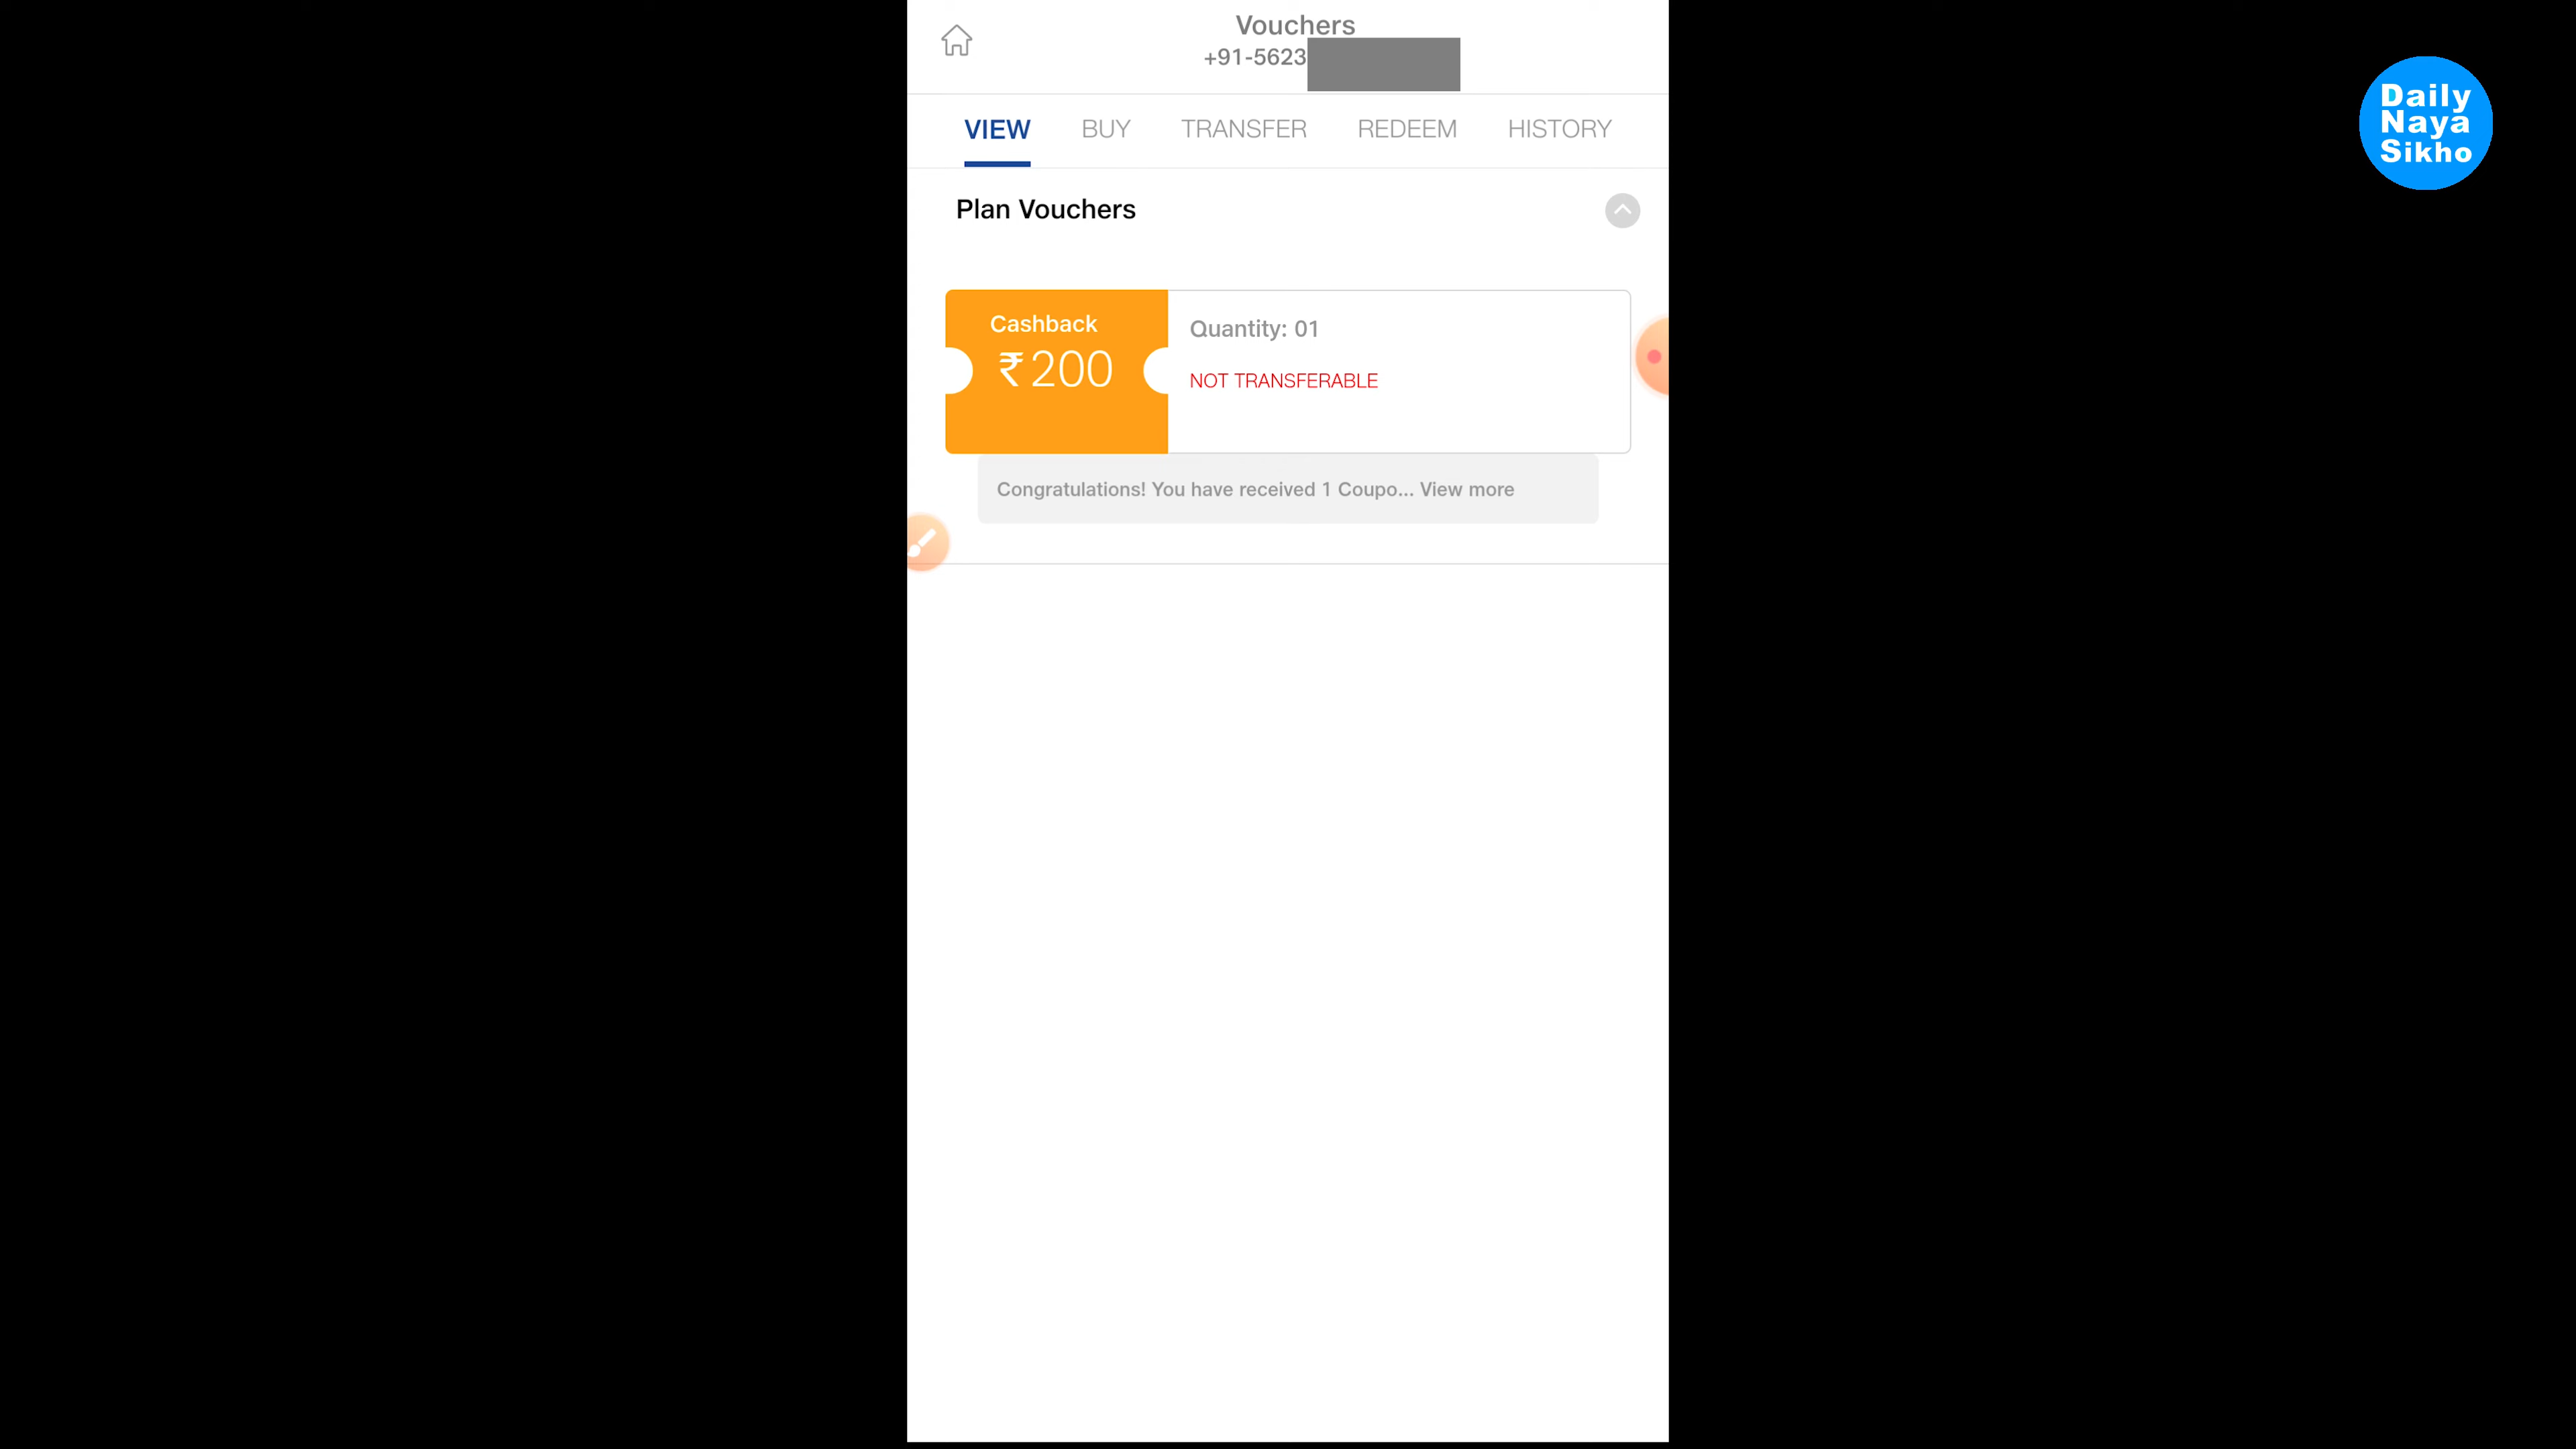 Vouchers
+91-5623
VIEW BUY TRANSFER REDEEM HISTORY
Plan Vouchers
Cashback
₹200
Quantity: 01
NOT TRANSFERABLE
Congratulations! You have received 1 Coupo... View more
Daily
Naya
Sikho